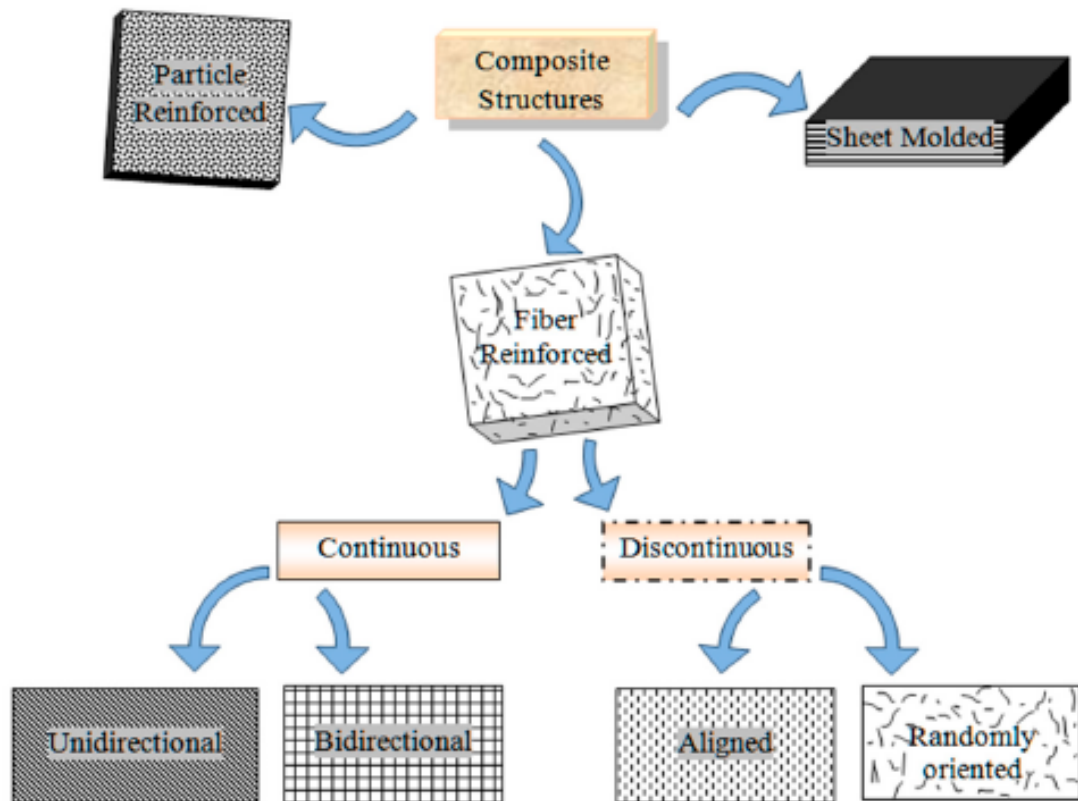 Composite
Structures
Particle
Reinforced
Sheet Molded
Fiber
Reinforced
Continuous
Discontinuous
Unidirectional
Bidirectional
Aligned
Randomly
oriented